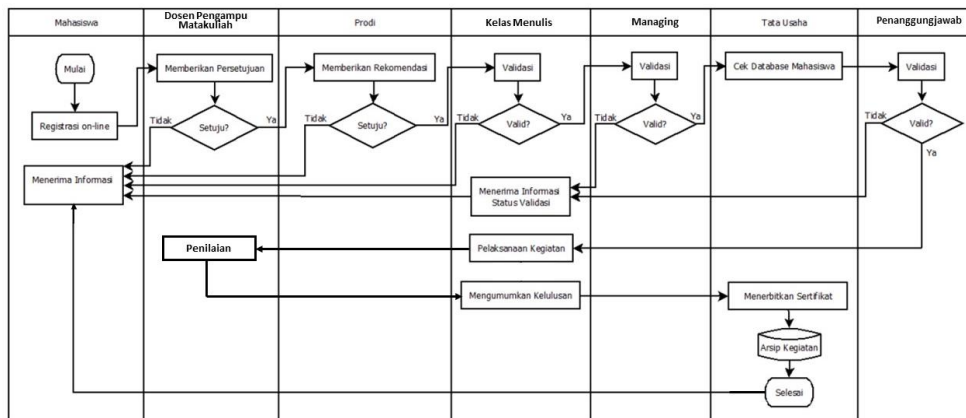 Mahasiswa
Dosen Pengampu
Matakuliah
Prodi
Kelas Menulis
Managing
Tata Usaha
Penanggungjawab
Mulai
Memberikan Persetujuan
Memberikan Rekomendasi
Validasi
Validasi
Cek Database Mahasiswa
Validasi
Registrasi on-line
Tidak
Setuju?
Ya
Tidak
Setuju?
Ya
Tidak
Valid?
Ya
Tidak
Valid?
Ya
Tidak
Valid?
Ya
Menerima Informasi
Menerima Informasi
Status Validasi
Penilaian
Pelaksanaan Kegiatan
Mengumumkan Kelulusan
Menerbitkan Sertifikat
Arsip Kegiatan
Selesai